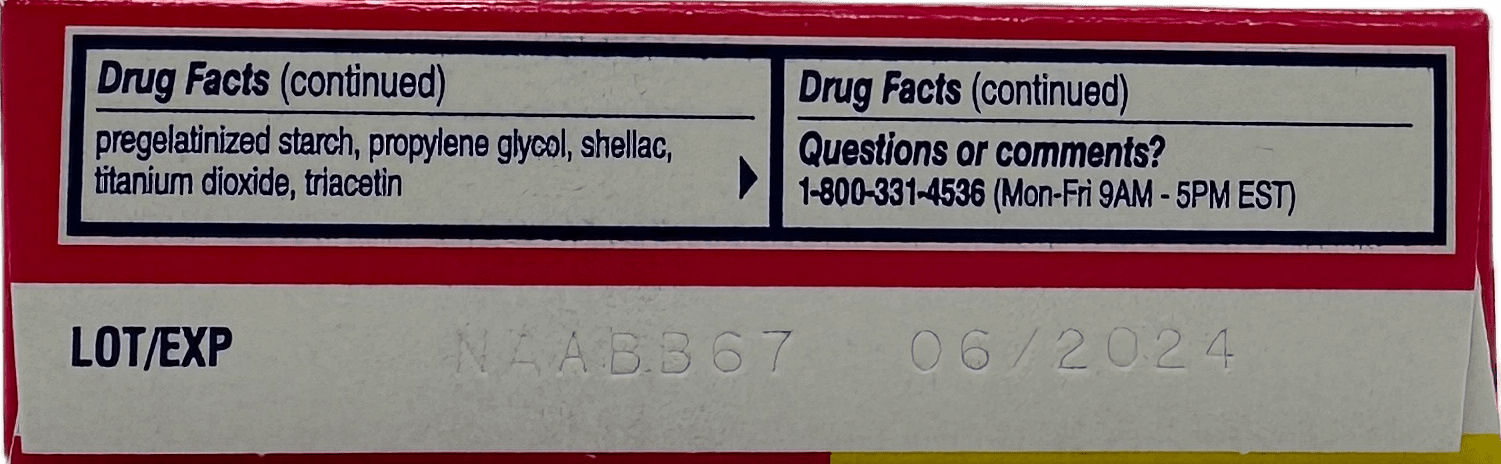 Drug Facts (continued)
pregelatinized starch, propylene glycol, shellac,
titanium dioxide, triacetin
Drug Facts (continued)
Questions or comments?
1-800-331-4536 (Mon-Fri 9AM - 5PM EST)
LOT/EXP NAABB67 06/2024